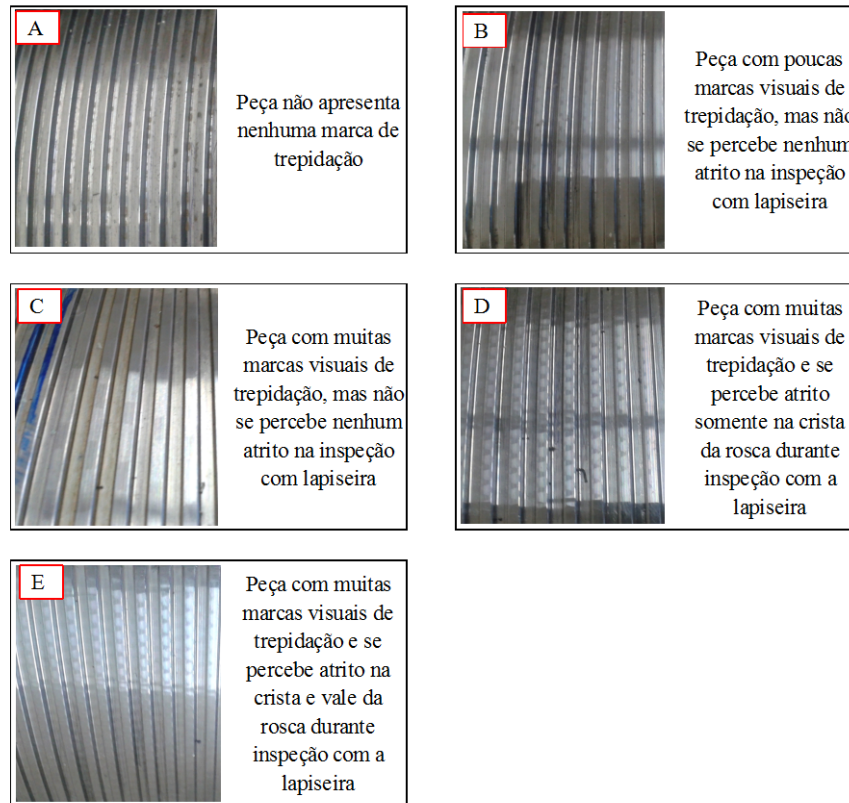 A
Peça não apresenta
nenhuma marca de
trepidação
B
Peça com poucas
marcas visuais de
trepidação, mas não
se percebe nenhum
atrito na inspeção
com lapiseira
C
Peça com muitas
marcas visuais de
trepidação, mas não
se percebe nenhum
atrito na inspeção
com lapiseira
D
Peça com muitas
marcas visuais de
trepidação e se
percebe atrito
somente na crista
da rosca durante
inspeção com a
lapiseira
E
Peça com muitas
marcas visuais de
trepidação e se
percebe atrito na
crista e vale da
rosca durante
inspeção com a
lapiseira